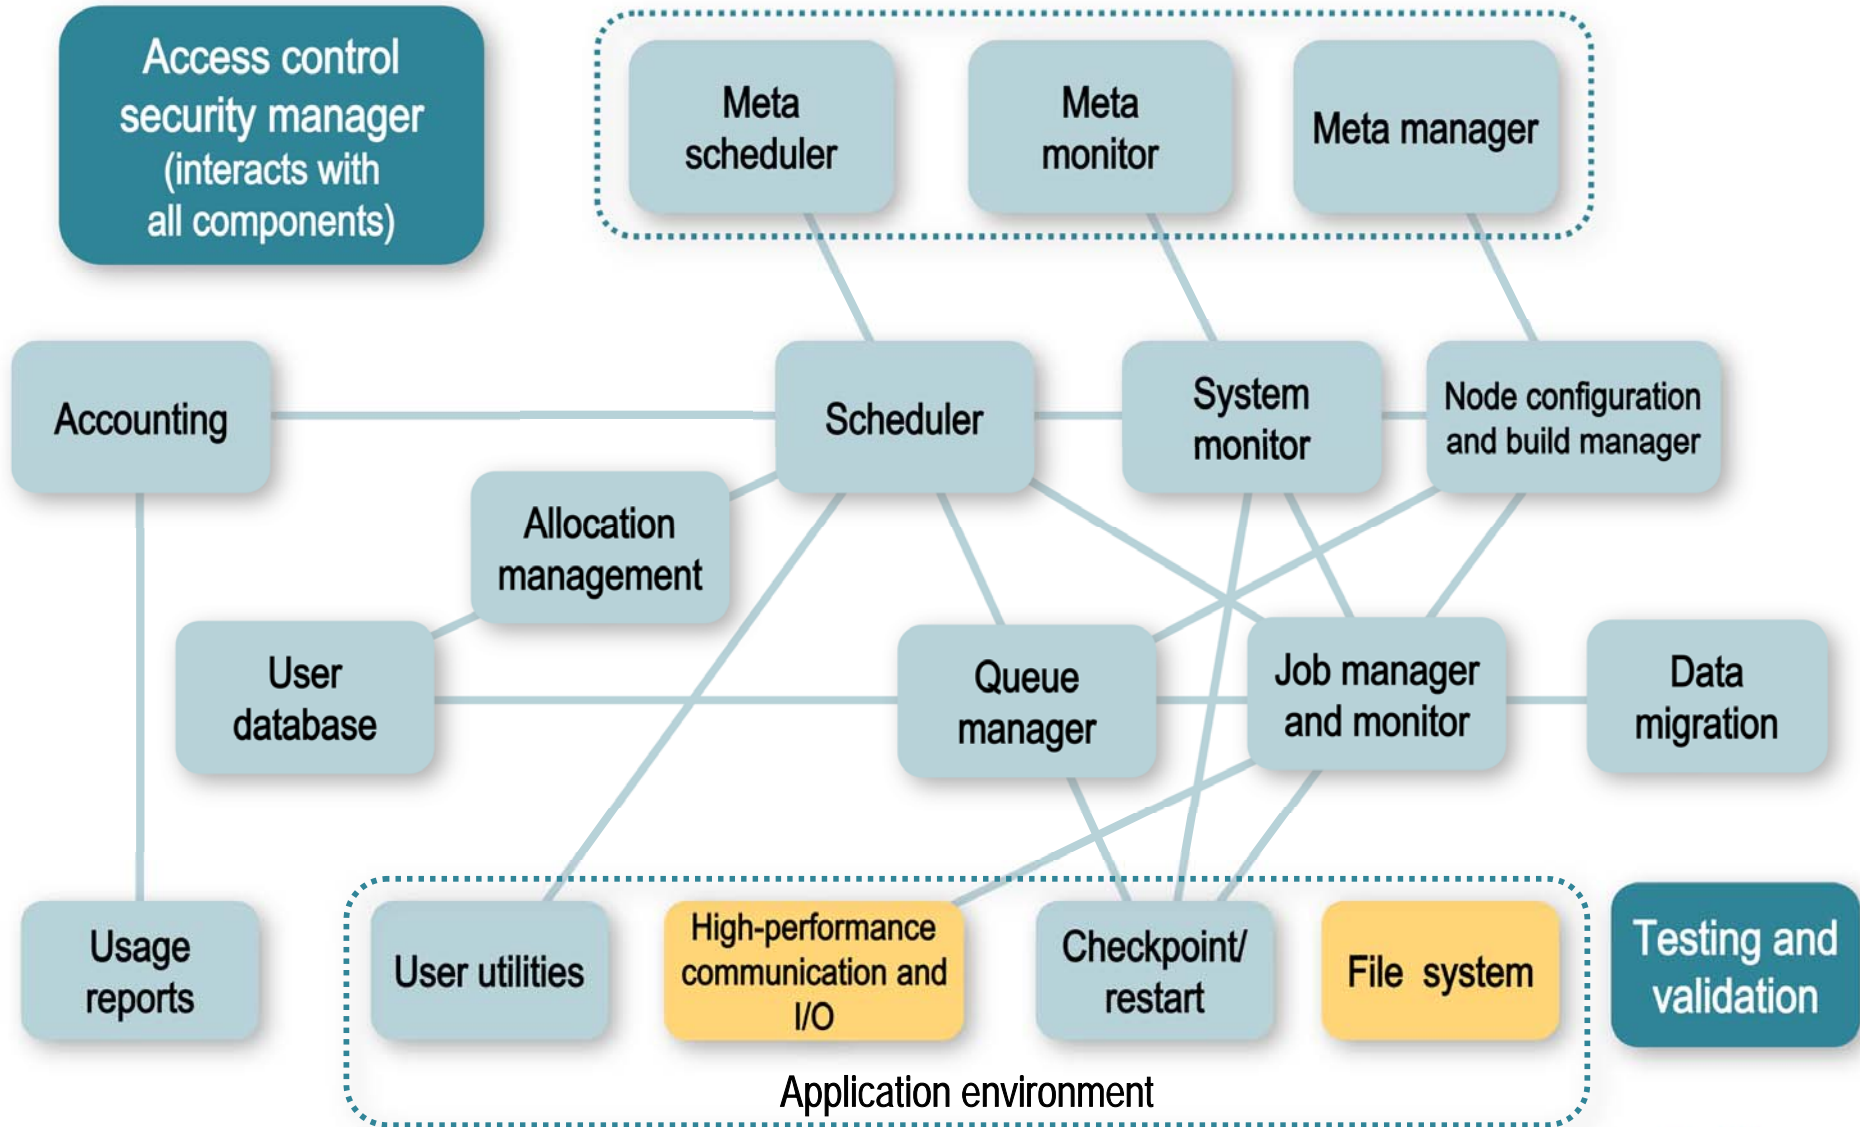 Access control
security manager
(interacts with
all components)
Meta
scheduler
Meta
monitor
Meta manager
Accounting
Scheduler
System
monitor
Node configuration
and build manager
Allocation
management
User
database
Queue
manager
Job manager
and monitor
Data
migration
Usage
reports
User utilities
High-performance
communication and
I/O
Checkpoint/
restart
File system
Testing and
validation
Application environment